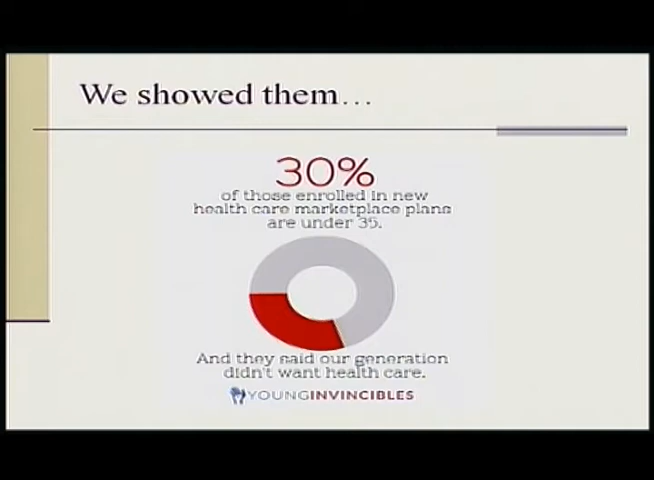 We showed them...
30%
of those enrolled in new
health care marketplace plans
are under 35.
And they said our generation
didn't want health care.
YOUNGINVINCIBLES